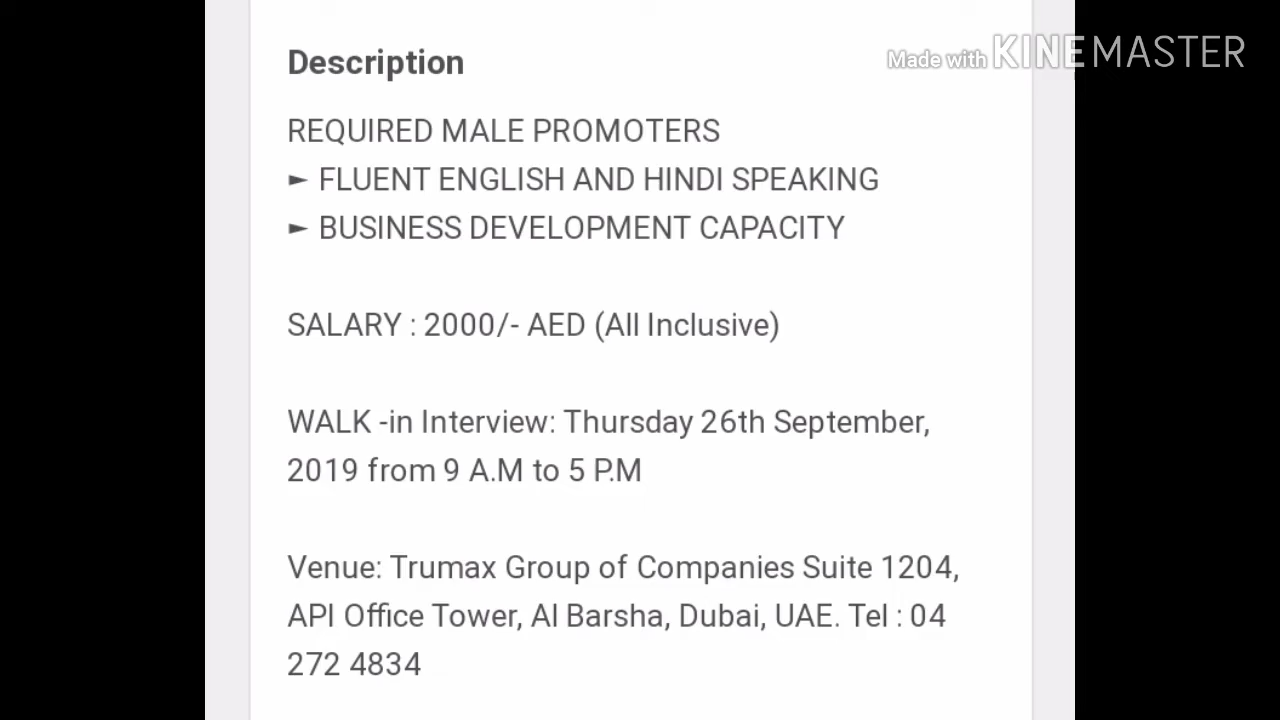 Description
Made with KINEMASTER
REQUIRED MALE PROMOTERS
► FLUENT ENGLISH AND HINDI SPEAKING
► BUSINESS DEVELOPMENT CAPACITY
SALARY : 2000/- AED (All Inclusive)
WALK -in Interview: Thursday 26th September,
2019 from 9 A.M to 5 P.M
Venue: Trumax Group of Companies Suite 1204,
API Office Tower, Al Barsha, Dubai, UAE. Tel : 04
272 4834